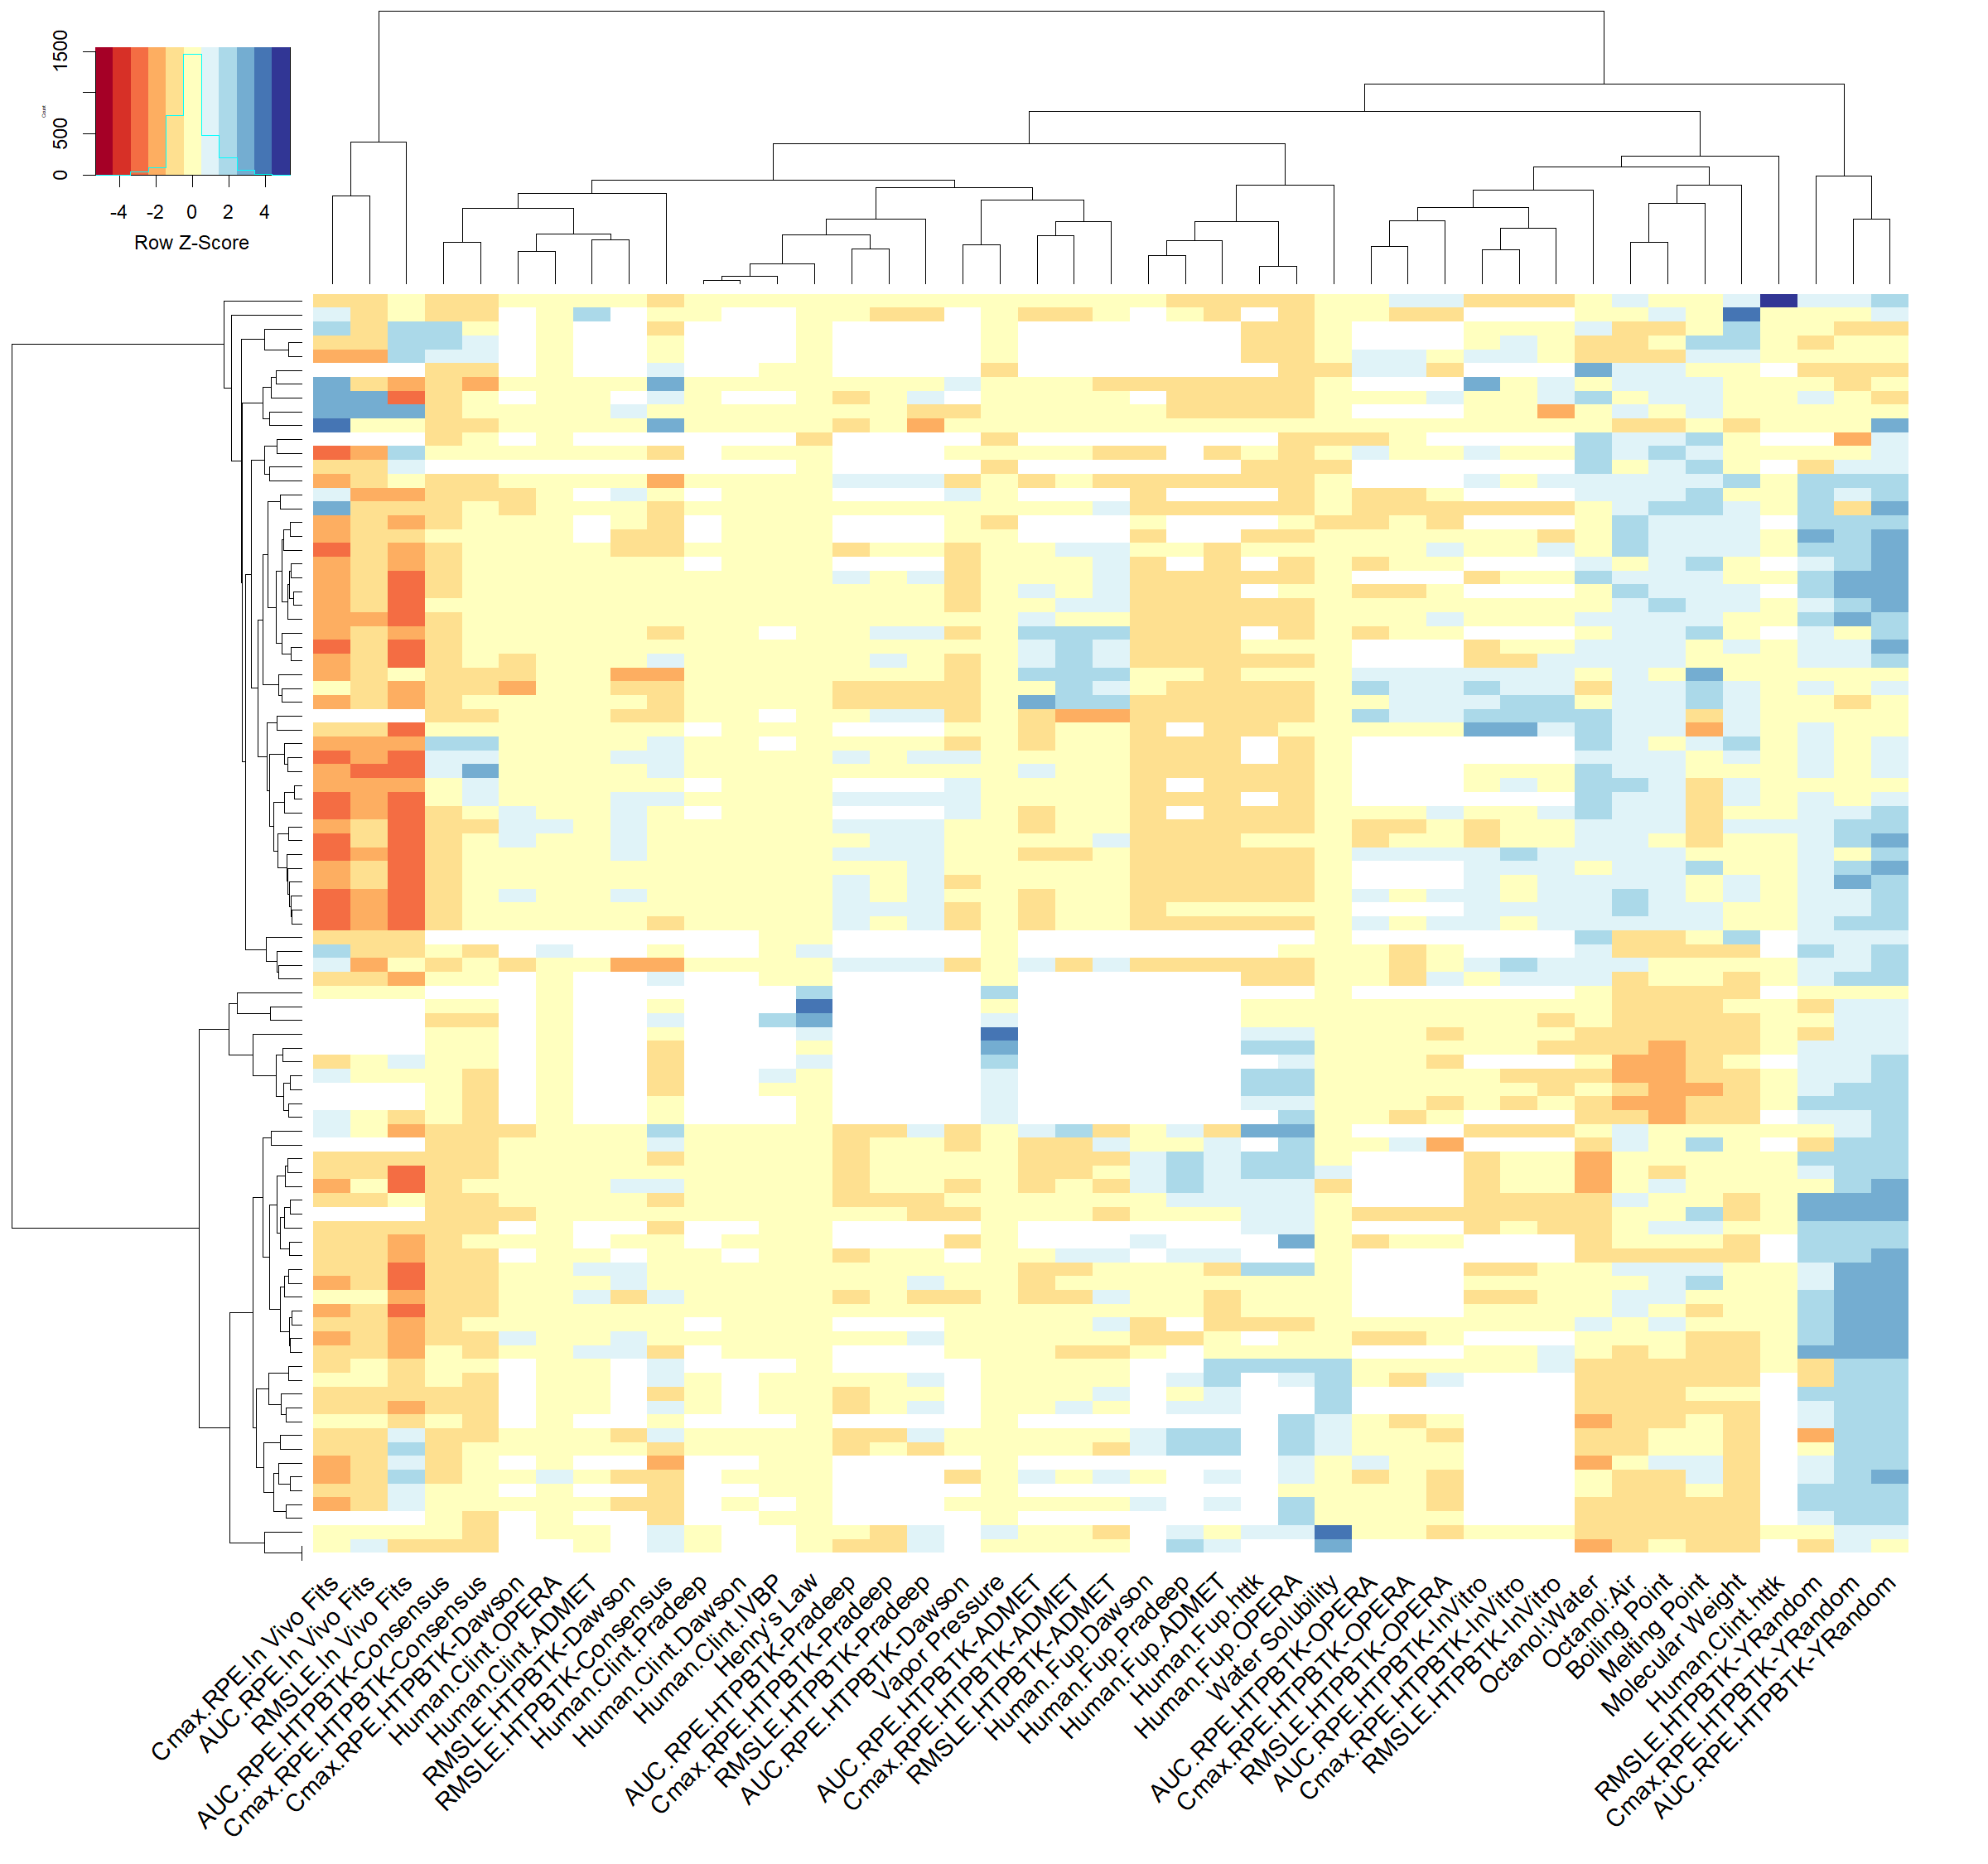 1500
500
0
Count
-4 -2 0 2 4
Row Z-Score
Cmax.RPE.In Vivo Fits
AUC.RPE.In Vivo Fits
RMSLE.In Vivo Fits
AUC.RPE.HTPBTK-Consensus
Cmax.RPE.HTPBTK-Consensus
Cmax.RPE.HTPBTK-Dawson
Human.Clint.OPERA
Human.Clint.ADMET
RMSLE.HTPBTK-Dawson
RMSLE.HTPBTK-Consensus
Human.Clint.Pradeep
Human.Clint.Dawson
Human.Clint.IVBP
Henry's Law
AUC.RPE.HTPBTK-Pradeep
Cmax.RPE.HTPBTK-Pradeep
RMSLE.HTPBTK-Pradeep
AUC.RPE.HTPBTK-Dawson
Vapor Pressure
AUC.RPE.HTPBTK-ADMET
Cmax.RPE.HTPBTK-ADMET
RMSLE.HTPBTK-ADMET
Human.Fup.Dawson
Human.Fup.Pradeep
Human.Fup.ADMET
Human.Fup.httk
Human.Fup.OPERA
Water Solubility
AUC.RPE.HTPBTK-OPERA
Cmax.RPE.HTPBTK-OPERA
RMSLE.HTPBTK-OPERA
AUC.RPE.HTPBTK-InVitro
Cmax.RPE.HTPBTK-InVitro
RMSLE.HTPBTK-InVitro
Octanol:Water
Octanol:Air
Boiling Point
Melting Point
Molecular Weight
Human.Clint.httk
RMSLE.HTPBTK-YRandom
Cmax.RPE.HTPBTK-YRandom
AUC.RPE.HTPBTK-YRandom